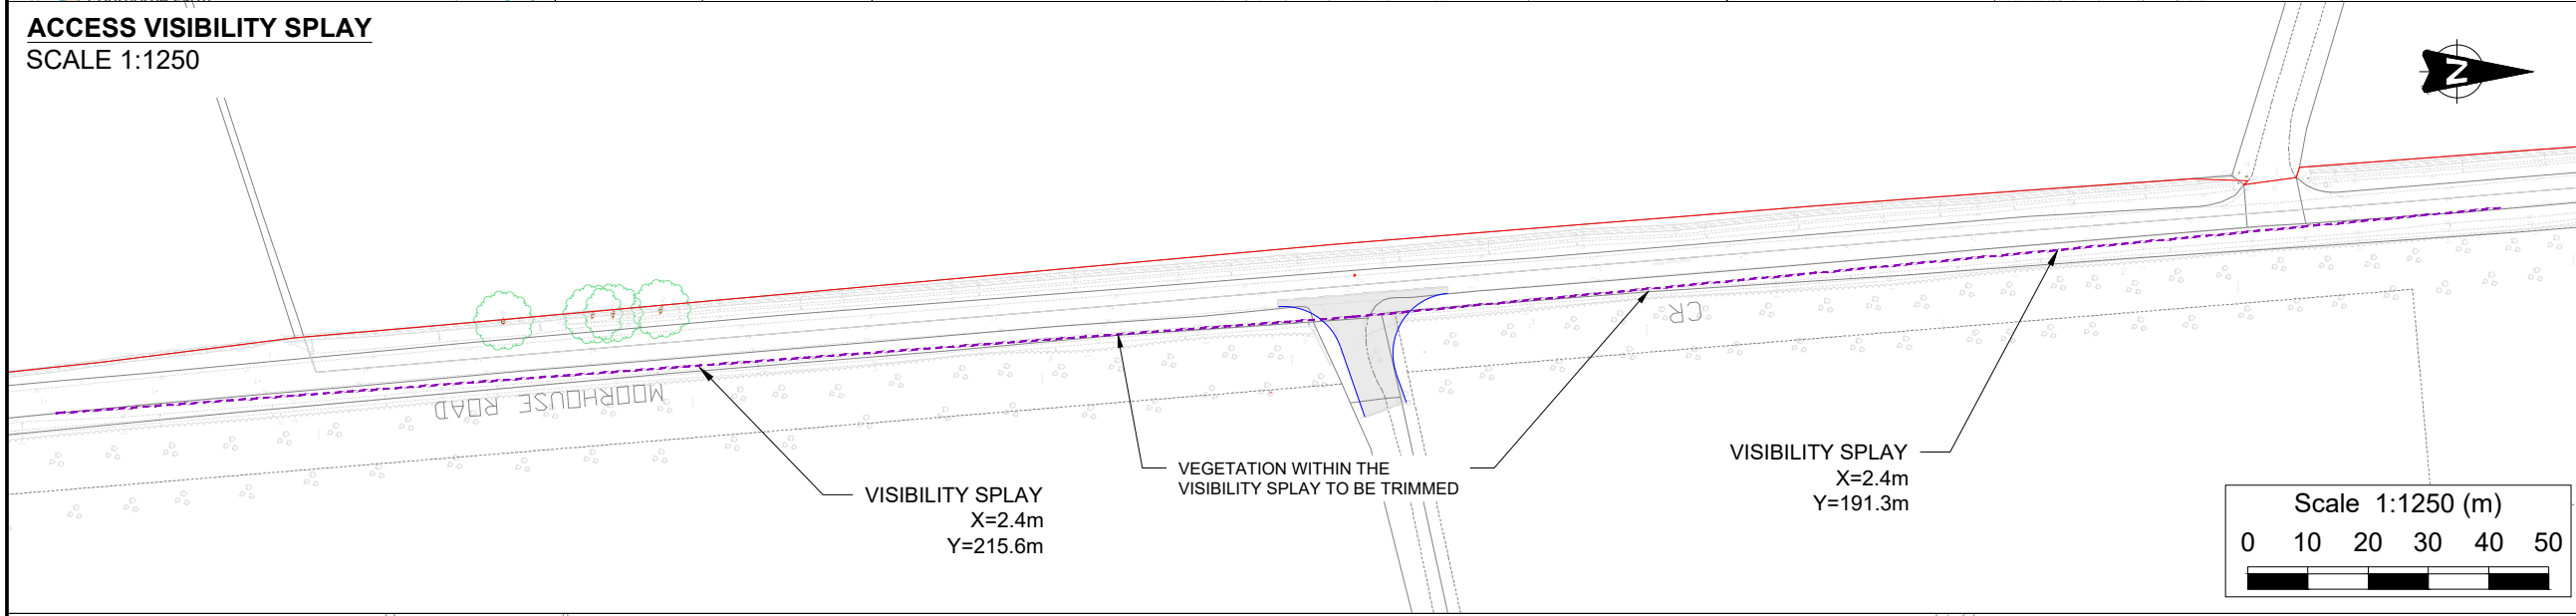 ACCESS VISIBILITY SPLAY
SCALE 1:1250
N
MOORHOUSE ROAD
CR
VISIBILITY SPLAY
X=2.4m
Y=215.6m
VEGETATION WITHIN THE
VISIBILITY SPLAY TO BE TRIMMED
VISIBILITY SPLAY
X=2.4m
Y=191.3m
Scale 1:1250 (m)
0 10 20 30 40 50